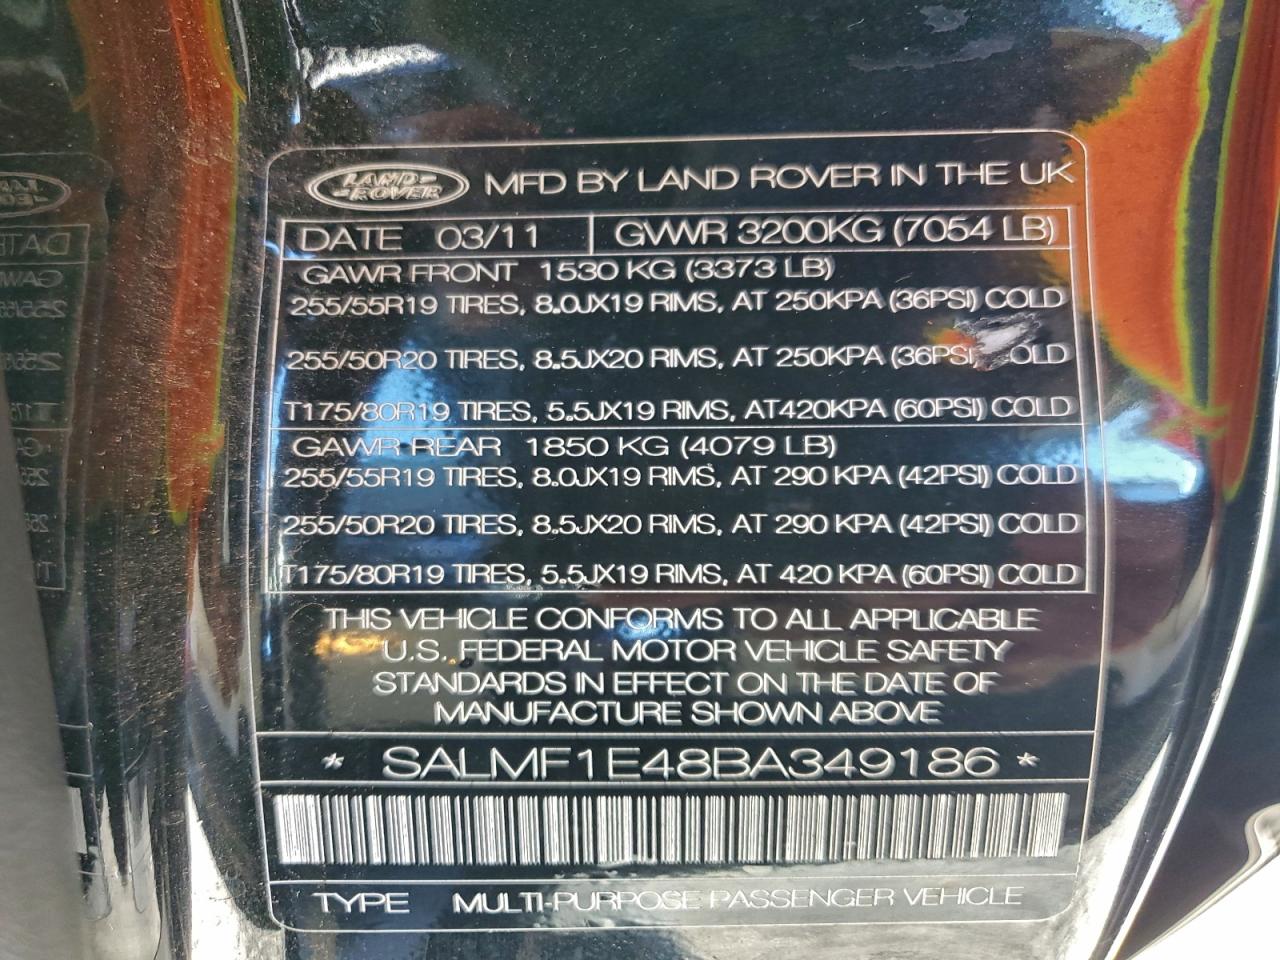 LAND ROVER MFD BY LAND ROVER IN THE UK
DATE 03/11 GVWR 3200KG (7054 LB)
GAWR FRONT 1530 KG (3373 LB)
255/55R19 TIRES, 8.0JX19 RIMS, AT 250KPA (36PSI) COLD
255/50R20 TIRES, 8.5JX20 RIMS, AT 250KPA (36PSI) COLD
T175/80R19 TIRES, 5.5JX19 RIMS, AT420KPA (60PSI) COLD
GAWR REAR 1850 KG (4079 LB)
255/55R19 TIRES, 8.0JX19 RIMS, AT 290 KPA (42PSI) COLD
255/50R20 TIRES, 8.5JX20 RIMS, AT 290 KPA (42PSI) COLD
T175/80R19 TIRES, 5.5JX19 RIMS, AT 420 KPA (60PSI) COLD
THIS VEHICLE CONFORMS TO ALL APPLICABLE
U.S. FEDERAL MOTOR VEHICLE SAFETY
STANDARDS IN EFFECT ON THE DATE OF
MANUFACTURE SHOWN ABOVE
* SALMF1E48BA349186 *
TYPE MULTI-PURPOSE PASSENGER VEHICLE